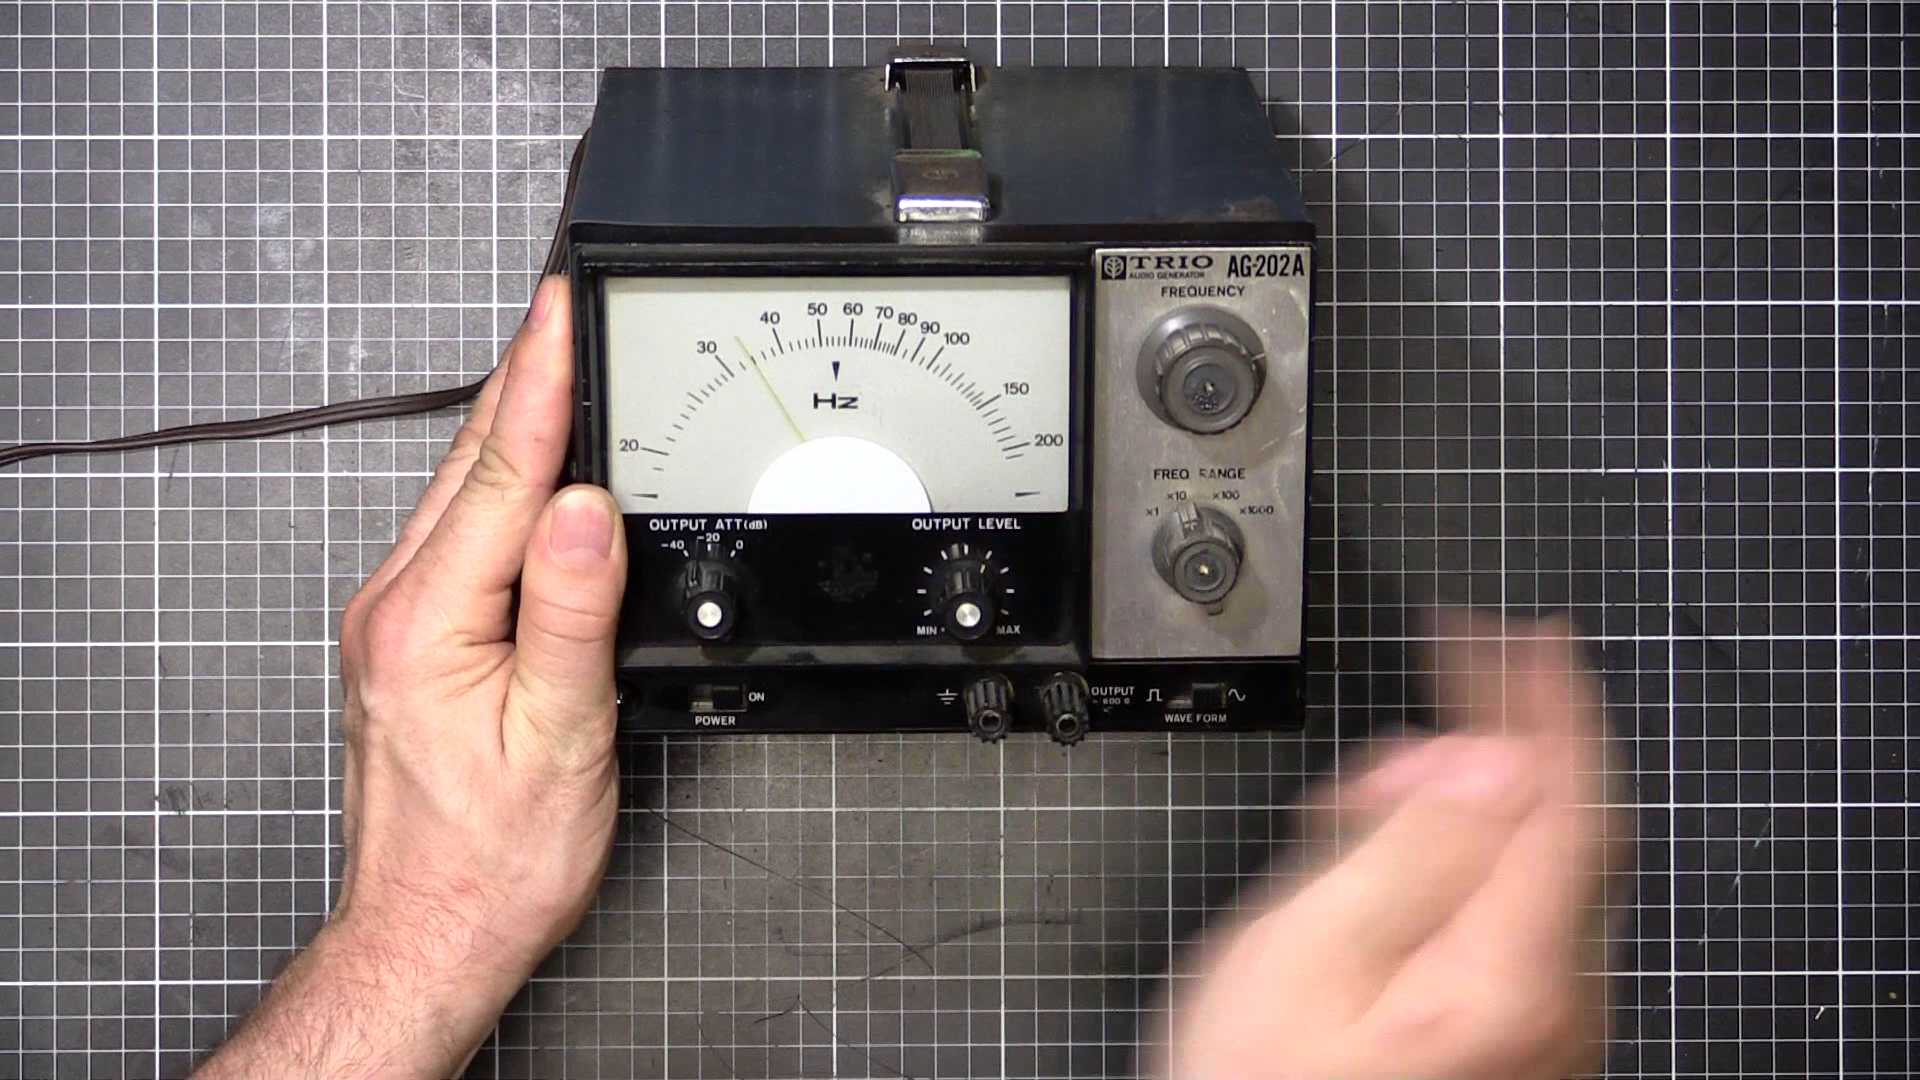 TRIO AG-202A
AUDIO GENERATOR
FREQUENCY
20 30 40 50 60 70 80 90 100 150 200
Hz
FREQ RANGE
×1 ×10 ×100 ×1000
OUTPUT ATT(dB)
-40 -20 0
OUTPUT LEVEL
MIN MAX
ON
POWER
OUTPUT
600
WAVE FORM